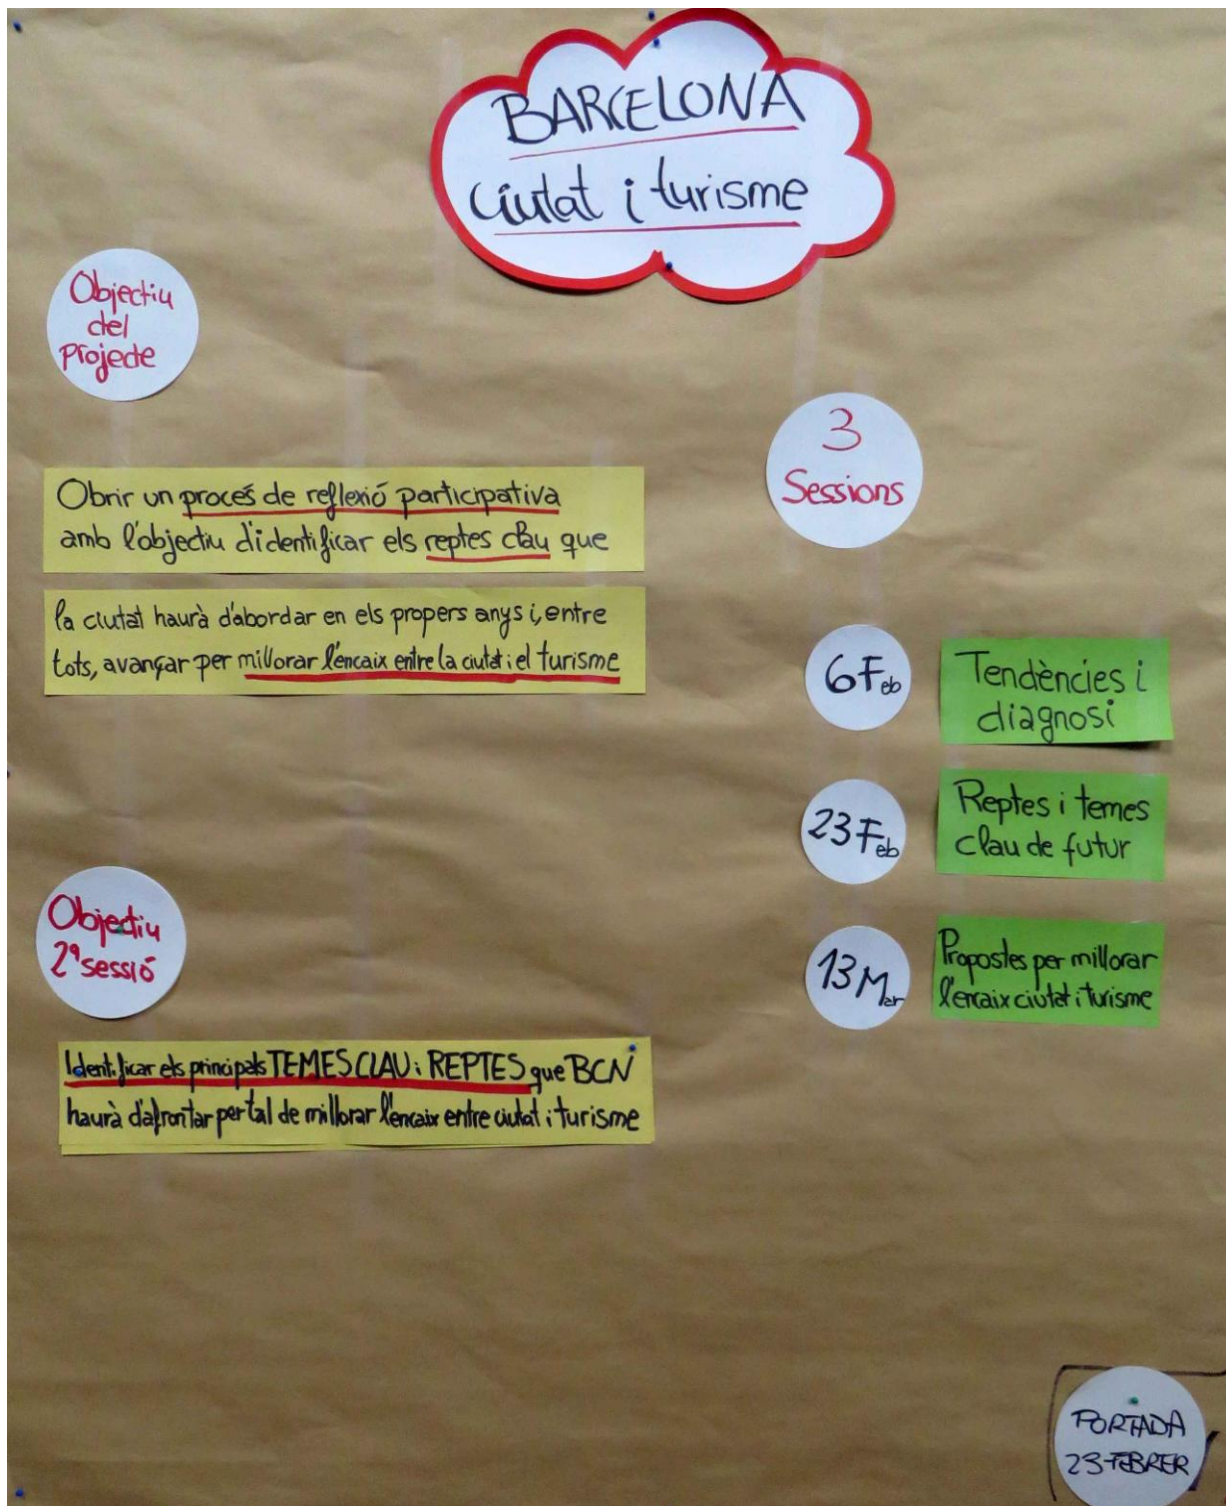 BARCELONA
Ciutat i turisme
Objectiu
del
Projecte
Obrir un procés de reflexió participativa
amb l'objectiu d'identificar els reptes clau que
la ciutat haurà d'abordar en els propers anys i, entre
tots, avançar per millorar l'encaix entre la ciutat i el turisme
Objectiu
2ª sessió
Identificar els principals TEMES CLAU i REPTES que BCN
haurà d'afrontar per tal de millorar l'encaix entre ciutat i turisme
3
Sessions
6 Feb
Tendències i
diagnosi
23 Feb
Reptes i temes
clau de futur
13 Mar
Propostes per millorar
l'encaix ciutat i turisme
PORTADA
23 FEBRER